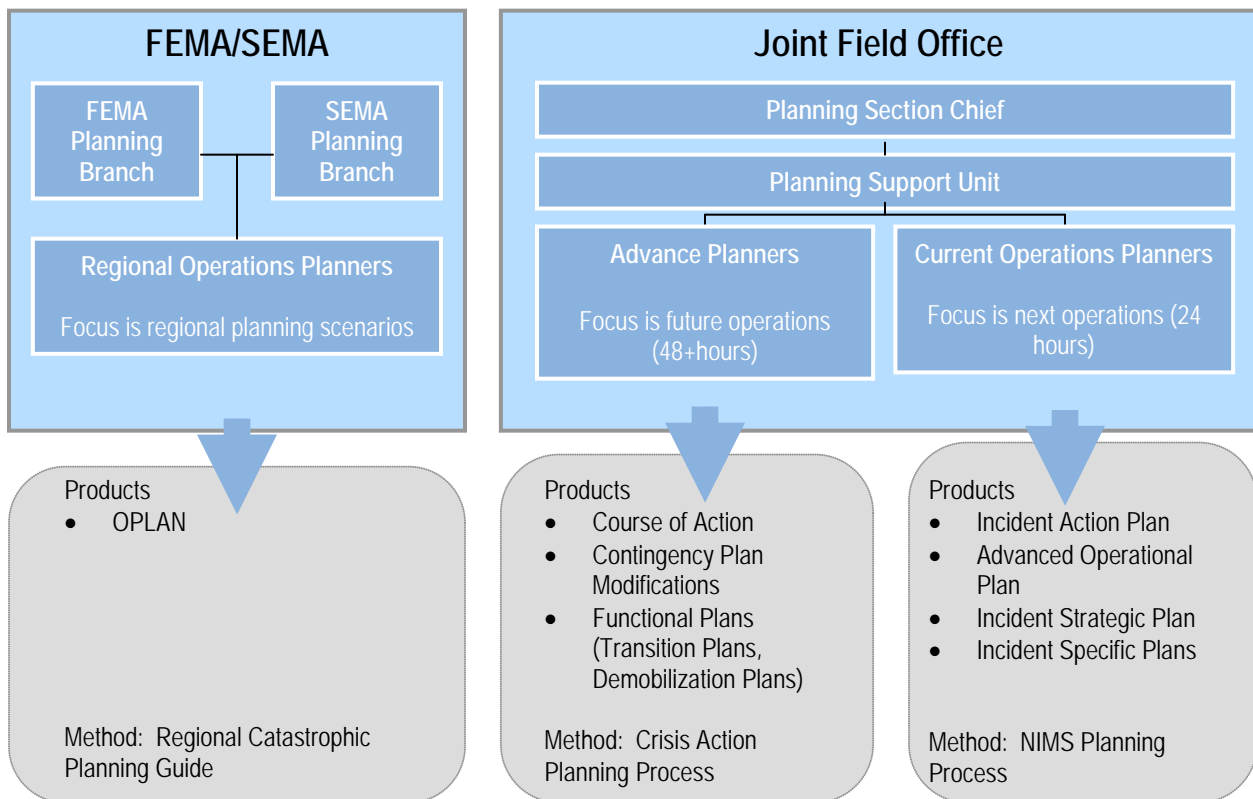 FEMA/SEMA
FEMA
Planning
Branch
SEMA
Planning
Branch
Regional Operations Planners
Focus is regional planning scenarios
Products
• OPLAN
Method: Regional Catastrophic
Planning Guide
Joint Field Office
Planning Section Chief
Planning Support Unit
Advance Planners
Focus is future operations
(48+hours)
Current Operations Planners
Focus is next operations (24
hours)
Products
• Course of Action
• Contingency Plan
Modifications
• Functional Plans
(Transition Plans,
Demobilization Plans)
Method: Crisis Action
Planning Process
Products
• Incident Action Plan
• Advanced Operational
Plan
• Incident Strategic Plan
• Incident Specific Plans
Method: NIMS Planning
Process